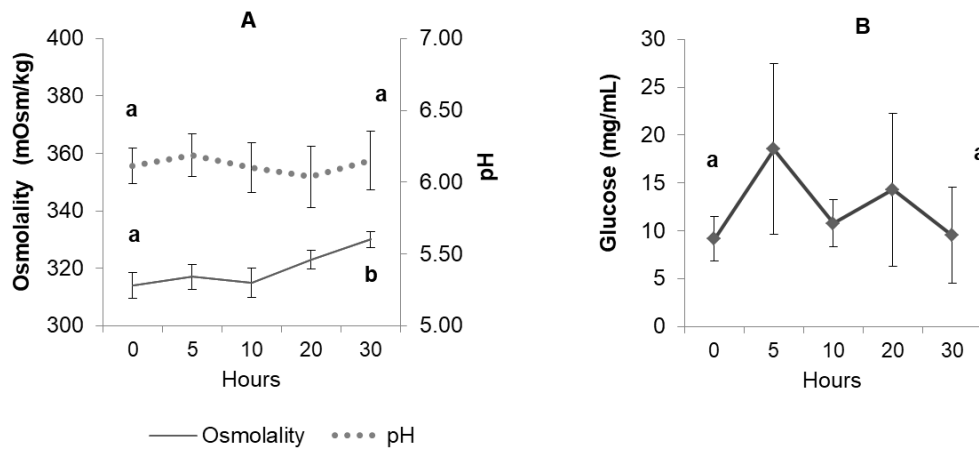 A
Osmolality (mOsm/kg)
400
380
360
340
320
300
a
a
a
b
7.00
6.50
6.00
5.50
5.00
pH
0 5 10 20 30
Hours
Osmolality pH
B
Glucose (mg/mL)
30
25
20
15
10
5
0
a
a
0 5 10 20 30
Hours